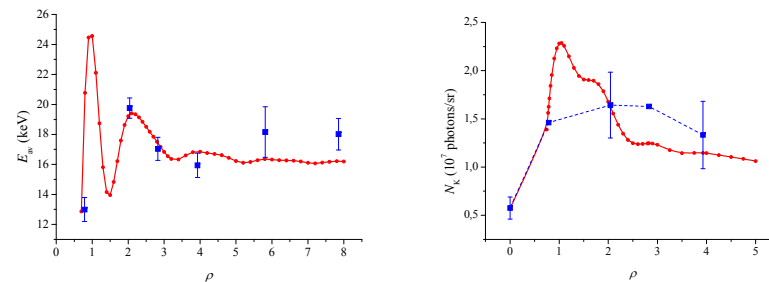 26
24
22
20
18
16
14
12
0 1 2 3 4 5 6 7 8
E_av (keV)
ρ
2,5
2,0
1,5
1,0
0,5
0 1 2 3 4 5
N_K (10^7 photons/sr)
ρ